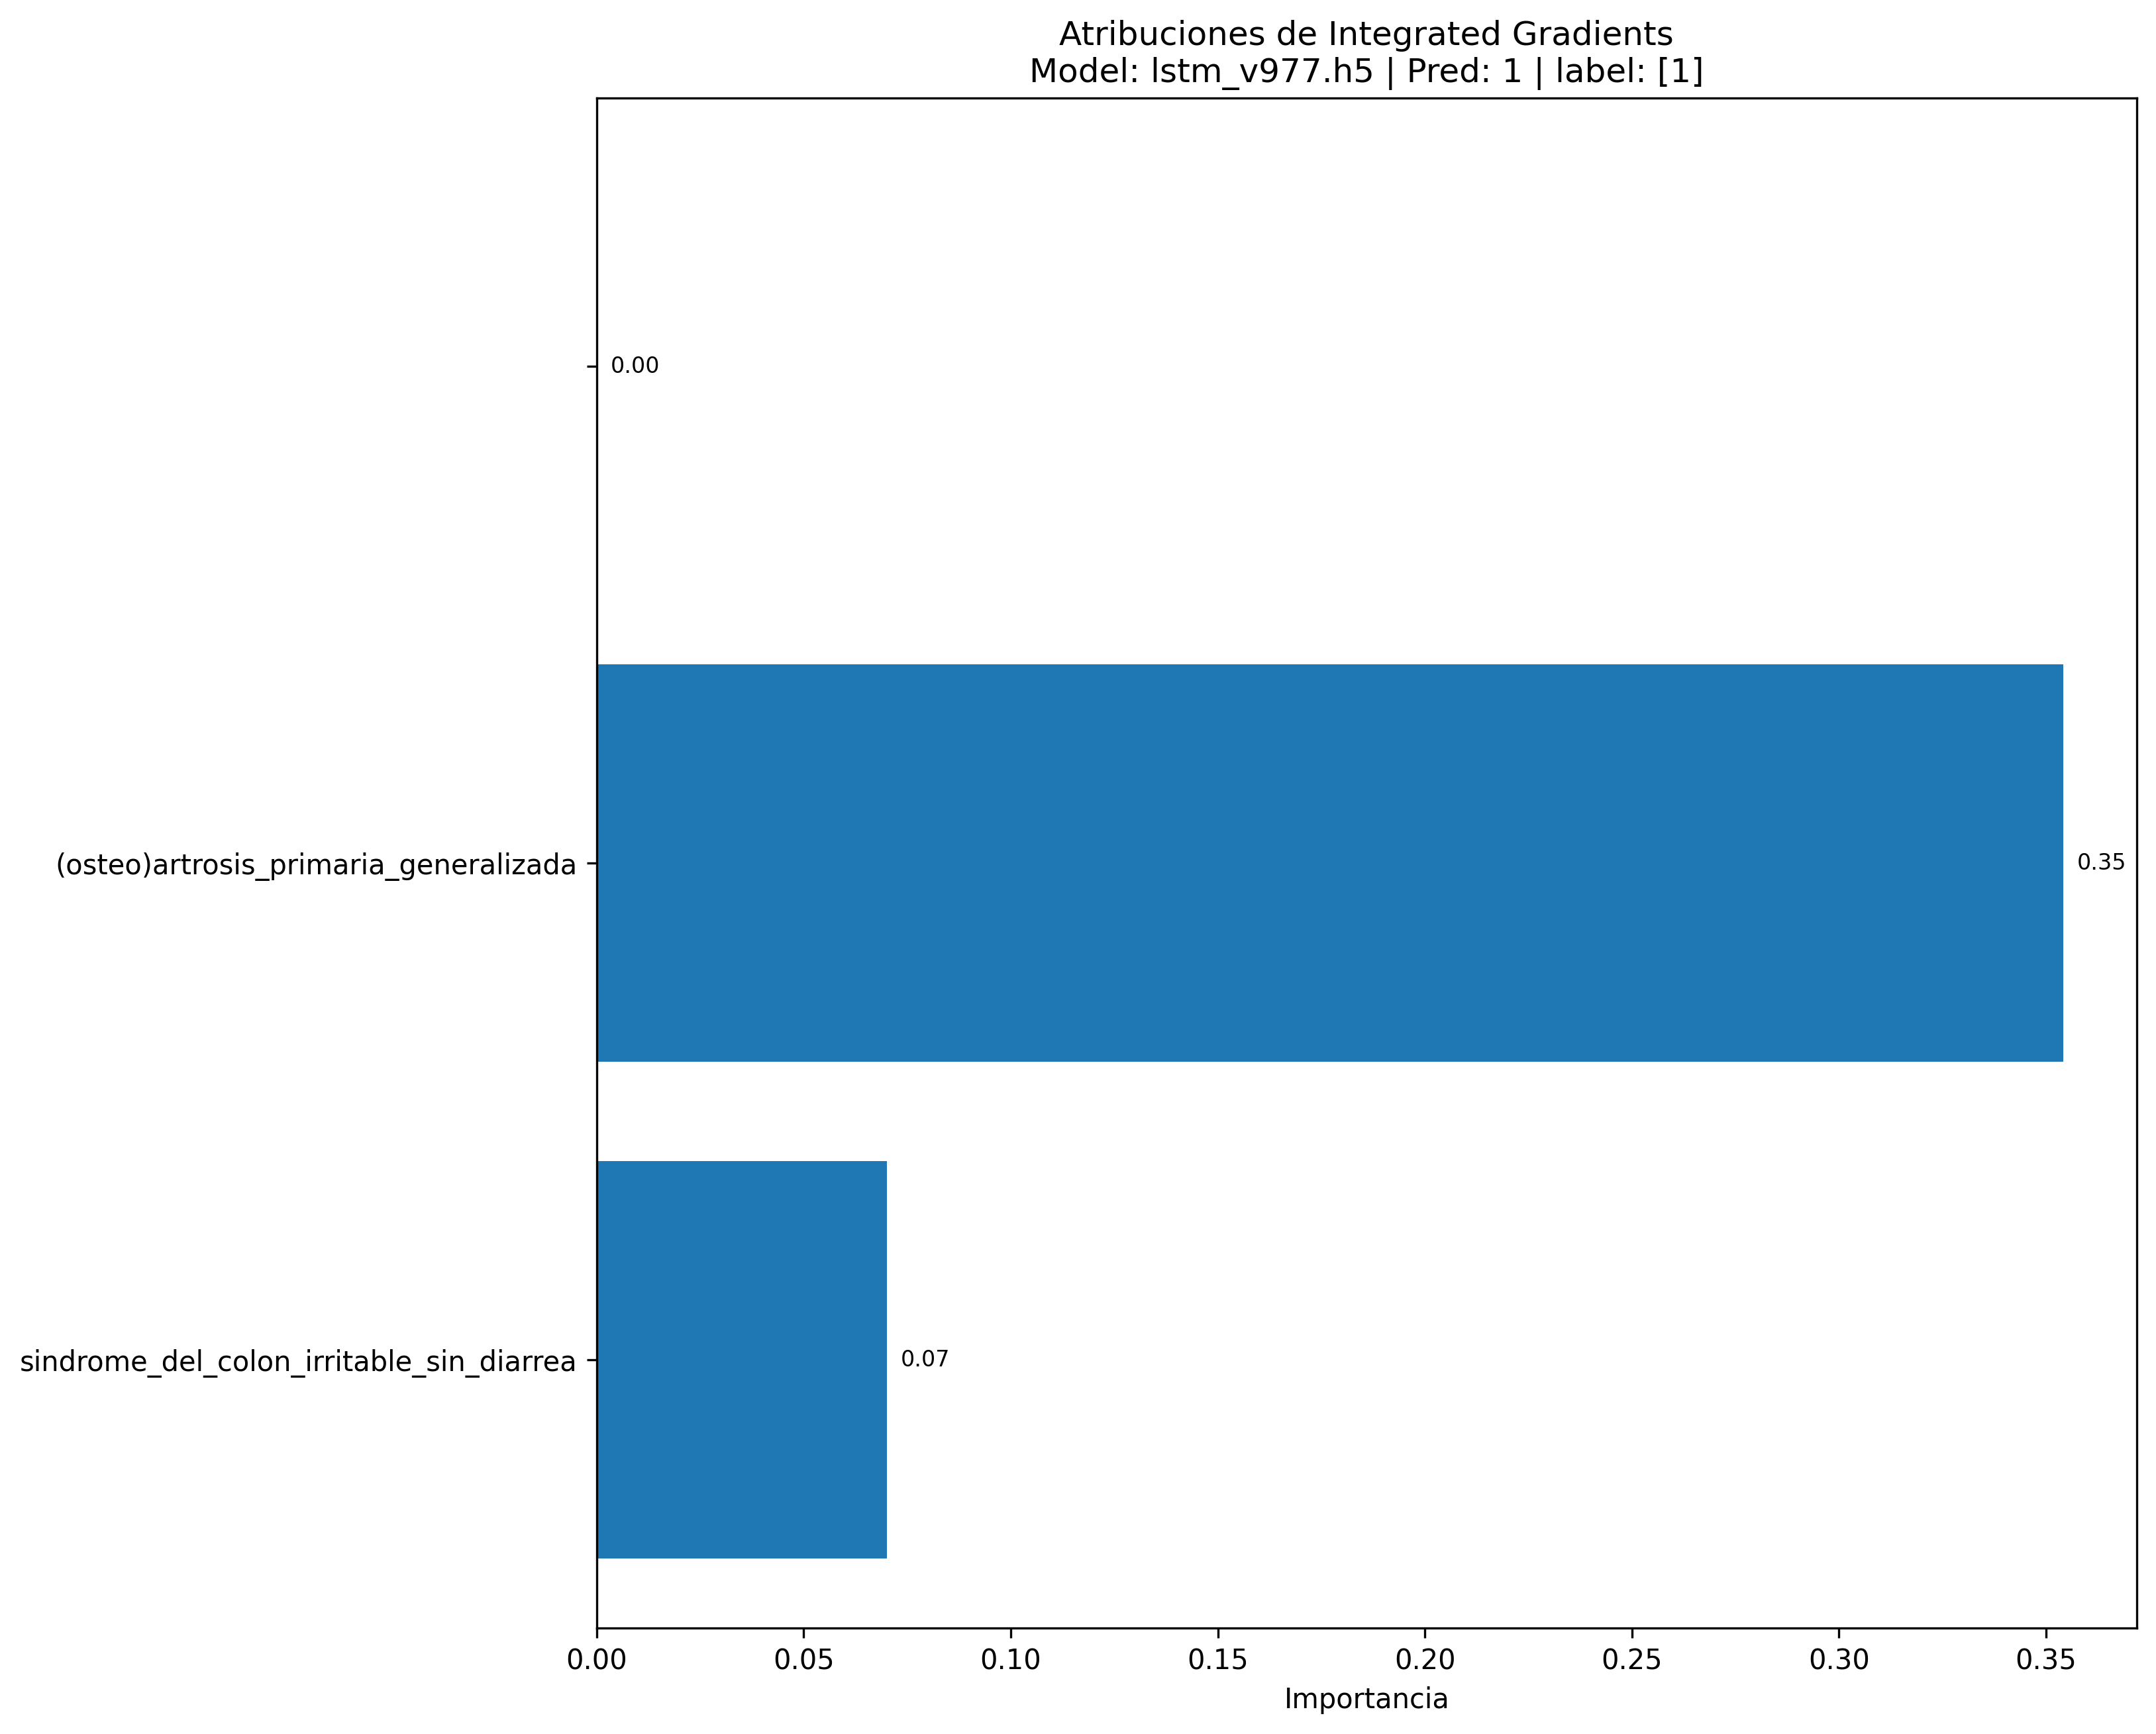 Atribuciones de Integrated Gradients
Model: lstm_v977.h5 | Pred: 1 | label: [1]
0.00
(osteo)artrosis_primaria_generalizada
0.35
sindrome_del_colon_irritable_sin_diarrea
0.07
0.00 0.05 0.10 0.15 0.20 0.25 0.30 0.35
Importancia